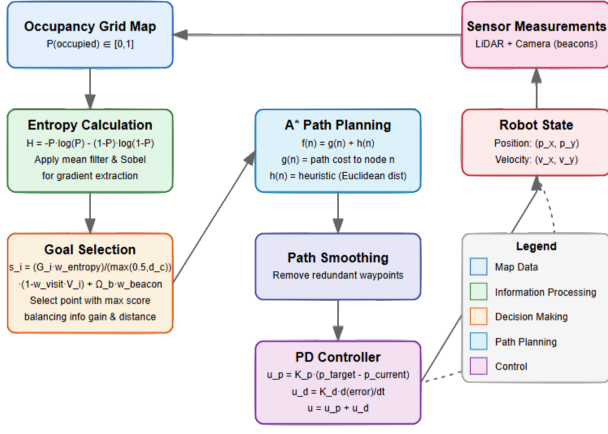 Occupancy Grid Map
P(occupied) ∈ [0,1]
Sensor Measurements
LiDAR + Camera (beacons)
Entropy Calculation
H = -P·log(P) - (1-P)·log(1-P)
Apply mean filter & Sobel
for gradient extraction
A* Path Planning
f(n) = g(n) + h(n)
g(n) = path cost to node n
h(n) = heuristic (Euclidean dist)
Robot State
Position: (p_x, p_y)
Velocity: (v_x, v_y)
Goal Selection
s_i = (G_i·w_entropy)/(max(0.5,d_c))
·(1-w_visit·V_i) + Ω_b·w_beacon
Select point with max score
balancing info gain & distance
Path Smoothing
Remove redundant waypoints
PD Controller
u_p = K_p·(p_target - p_current)
u_d = K_d·d(error)/dt
u = u_p + u_d
Legend
Map Data
Information Processing
Decision Making
Path Planning
Control